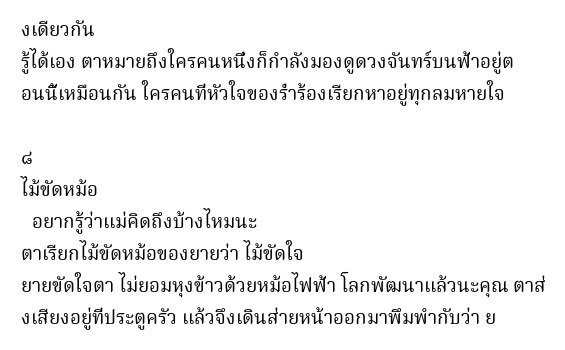 งเดียวกัน
รู้ได้เอง ตาหมายถึงใครคนหนึ่งก็กำลังมองดูดวงจันทร์บนฟ้าอยู่ต
อนนี้เหมือนกัน ใครคนที่หัวใจของร่ำร้องเรียกหาอยู่ทุกลมหายใจ
๘
ไม้ขัดหม้อ
อยากรู้ว่าแม่คิดถึงบ้างไหมนะ
ตาเรียกไม้ขัดหม้อของยายว่า ไม้ขัดใจ
ยายขัดใจตา ไม่ยอมหุงข้าวด้วยหม้อไฟฟ้า โลกพัฒนาแล้วนะคุณ ตาส่
งเสียงอยู่ที่ประตูครัว แล้วจึงเดินส่ายหน้าออกมาพึมพำกับว่า ย